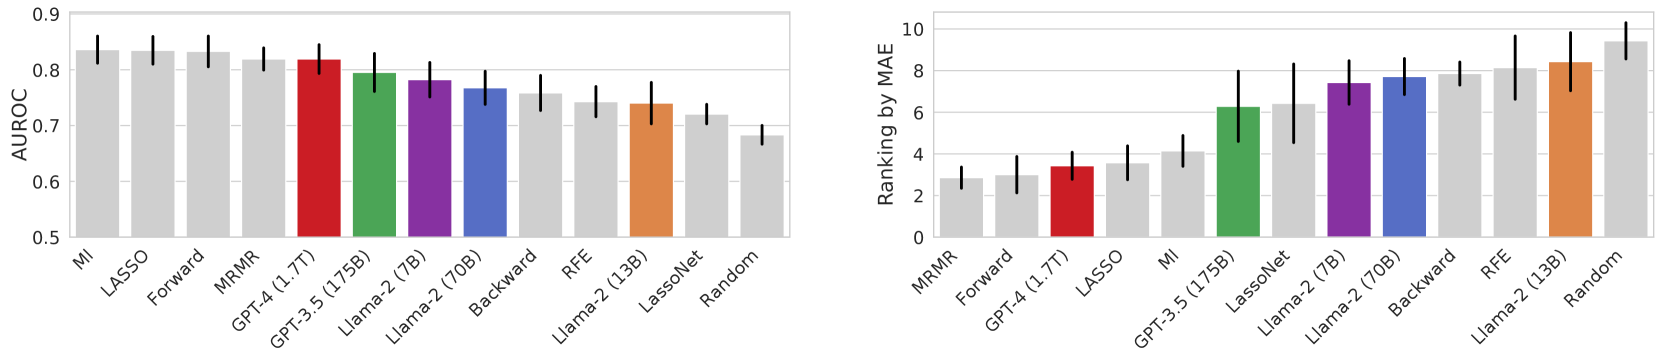 AUROC
0.9
0.8
0.7
0.6
0.5
MI
LASSO
Forward
MRMR
GPT-4 (1.7T)
GPT-3.5 (175B)
Llama-2 (7B)
Llama-2 (70B)
Backward
RFE
Llama-2 (13B)
LassoNet
Random
Ranking by MAE
10
8
6
4
2
0
MRMR
Forward
GPT-4 (1.7T)
LASSO
MI
GPT-3.5 (175B)
LassoNet
Llama-2 (7B)
Llama-2 (70B)
Backward
RFE
Llama-2 (13B)
Random